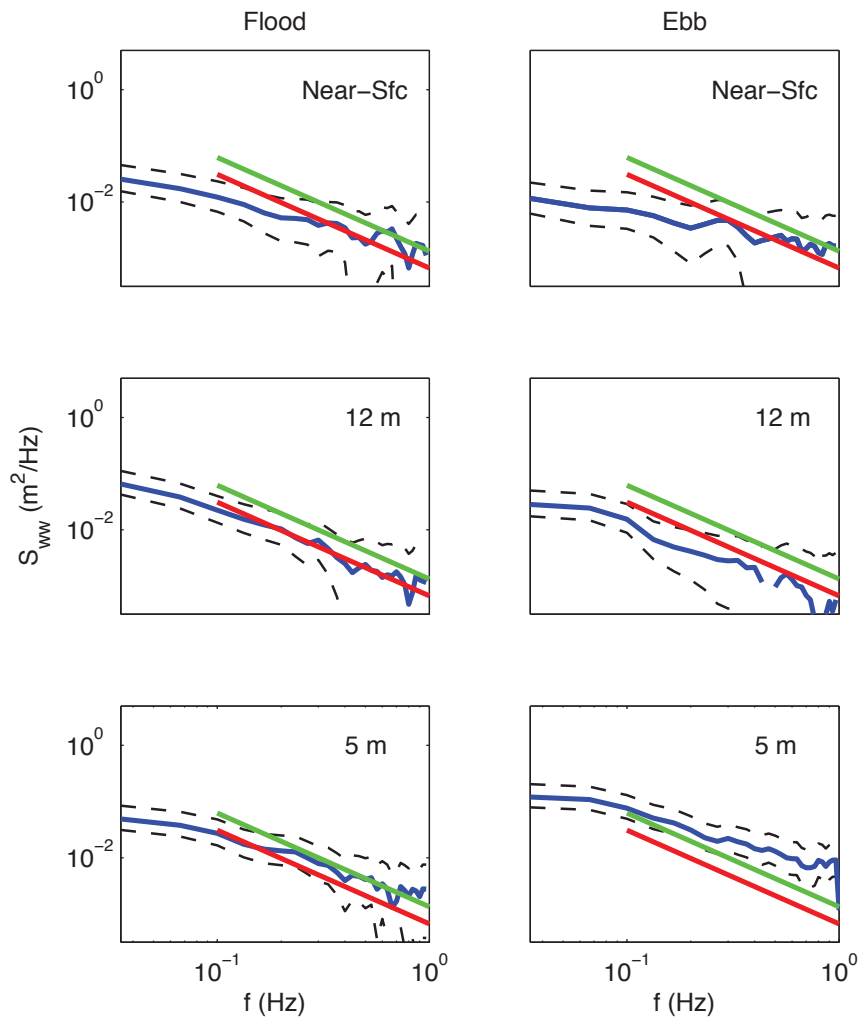 Flood
Ebb
10^0
10^-2
Near-Sfc
Near-Sfc
S_ww (m^2/Hz)
10^0
10^-2
12 m
12 m
10^0
10^-2
5 m
5 m
10^-1
10^0
10^-1
10^0
f (Hz)
f (Hz)